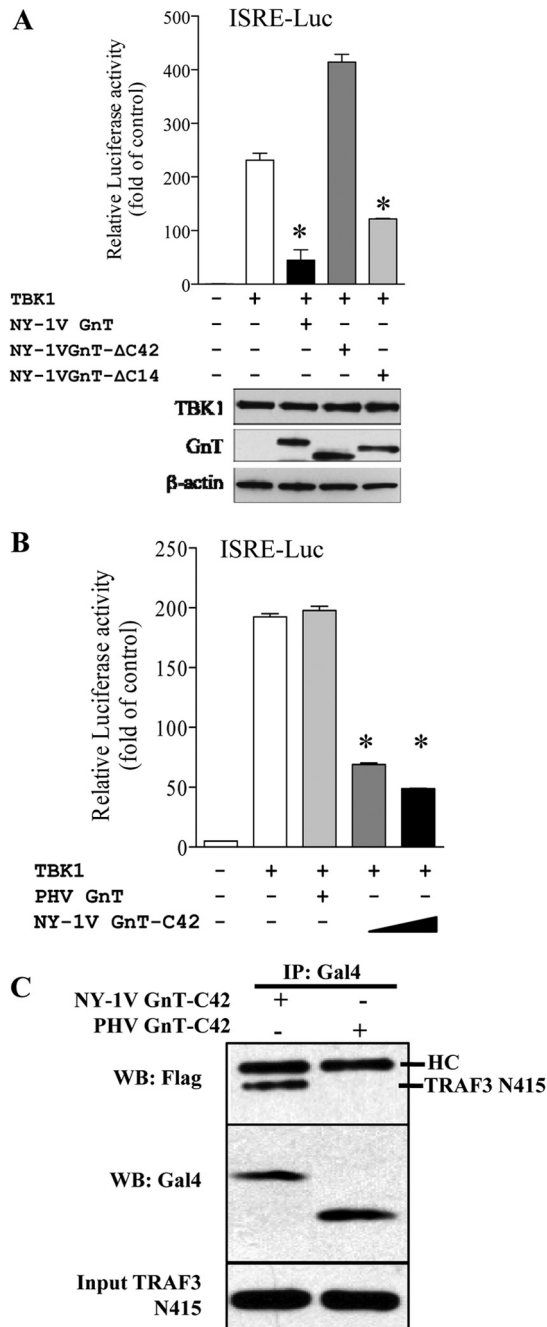 A
ISRE-Luc
Relative Luciferase activity
(fold of control)
500
400
300
200
100
0
* *
TBK1 - + + + +
NY-1V GnT - - + - -
NY-1VGnT-ΔC42 - - - + -
NY-1VGnT-ΔC14 - - - - +
TBK1
GnT
β-actin
B
ISRE-Luc
Relative Luciferase activity
(fold of control)
250
200
150
100
50
0
* *
TBK1 - + + + +
PHV GnT - - + - -
NY-1V GnT-C42 - - -
C
IP: Gal4
NY-1V GnT-C42 + -
PHV GnT-C42 - +
WB: Flag
HC
TRAF3 N415
WB: Gal4
Input TRAF3
N415